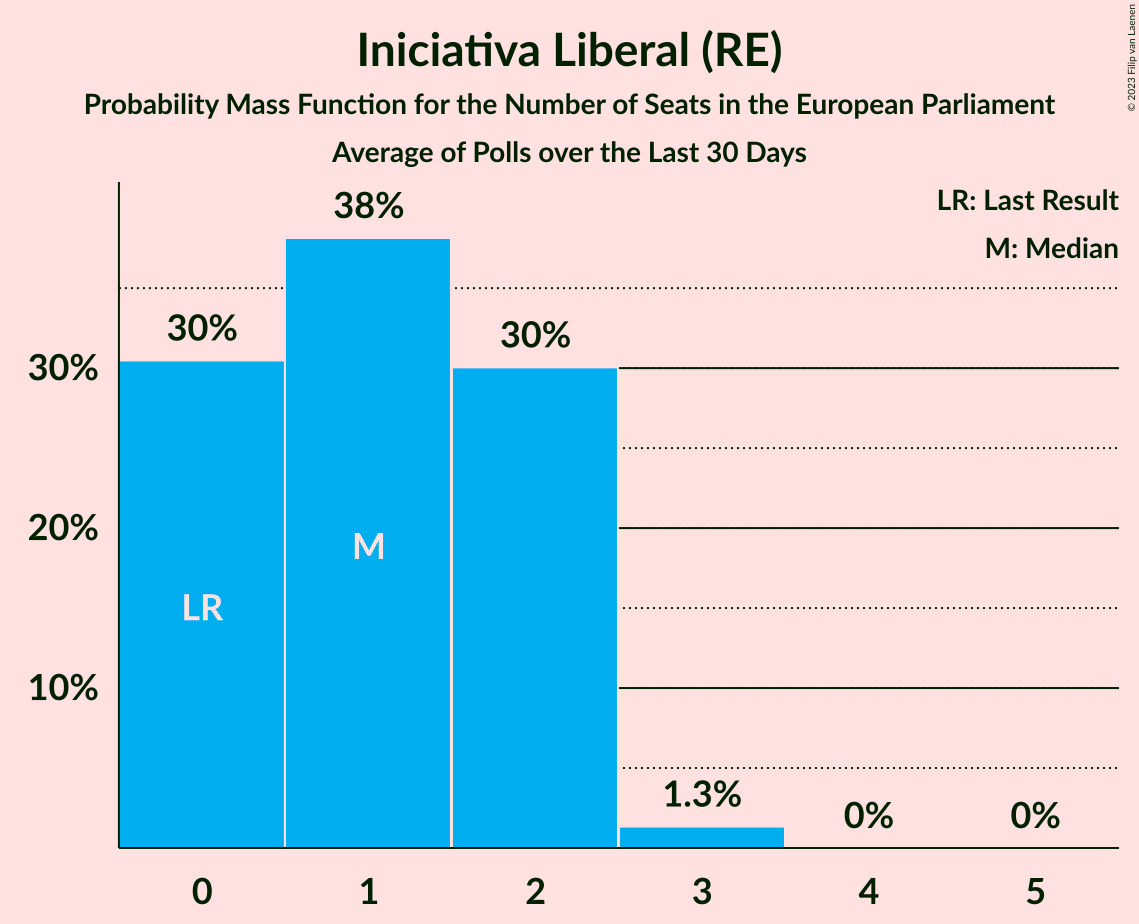 Iniciativa Liberal (RE)
Probability Mass Function for the Number of Seats in the European Parliament
Average of Polls over the Last 30 Days
© 2023 Filip van Laenen
LR: Last Result
M: Median
38%
30%
30%
30%
M
20%
LR
10%
1.3%
0%
0%
0 1 2 3 4 5